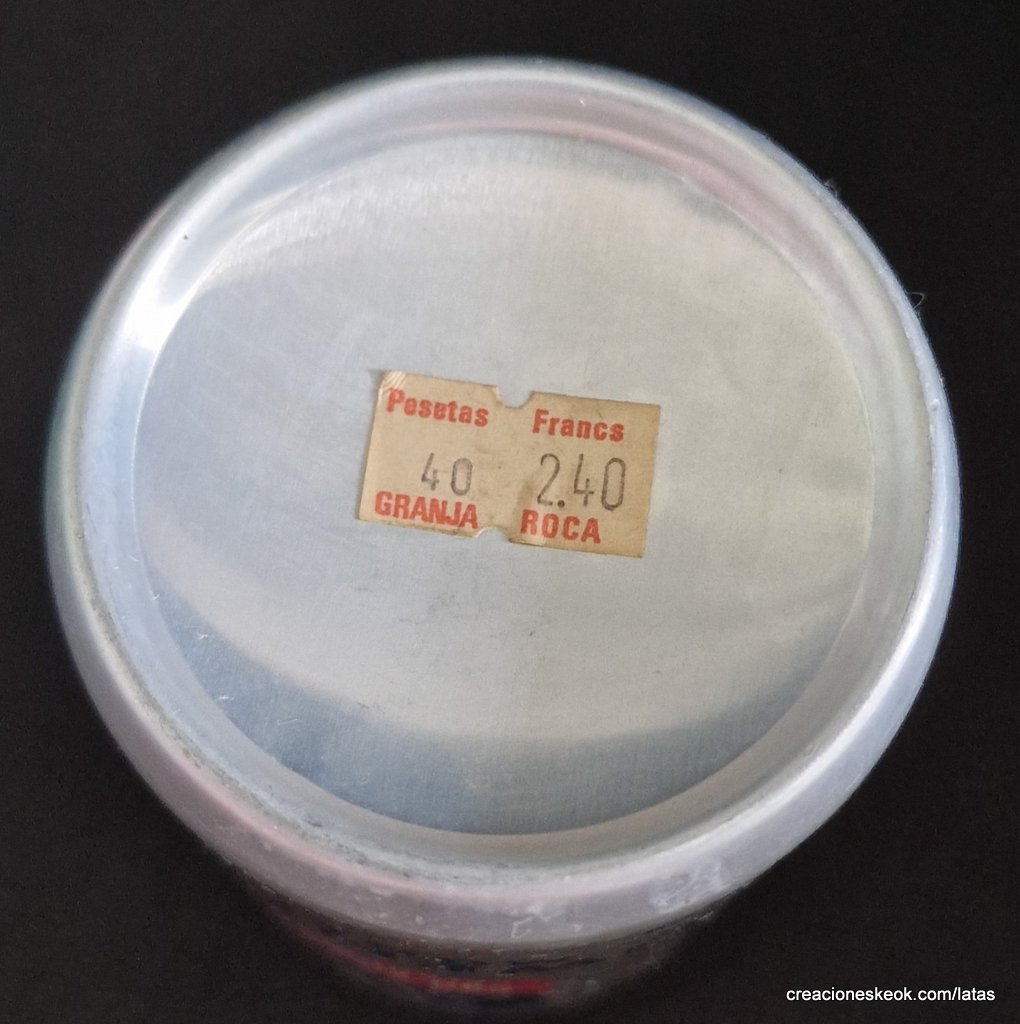 Pesetas Francs
40 2.40
GRANJA ROCA
creacioneskeok.com/latas